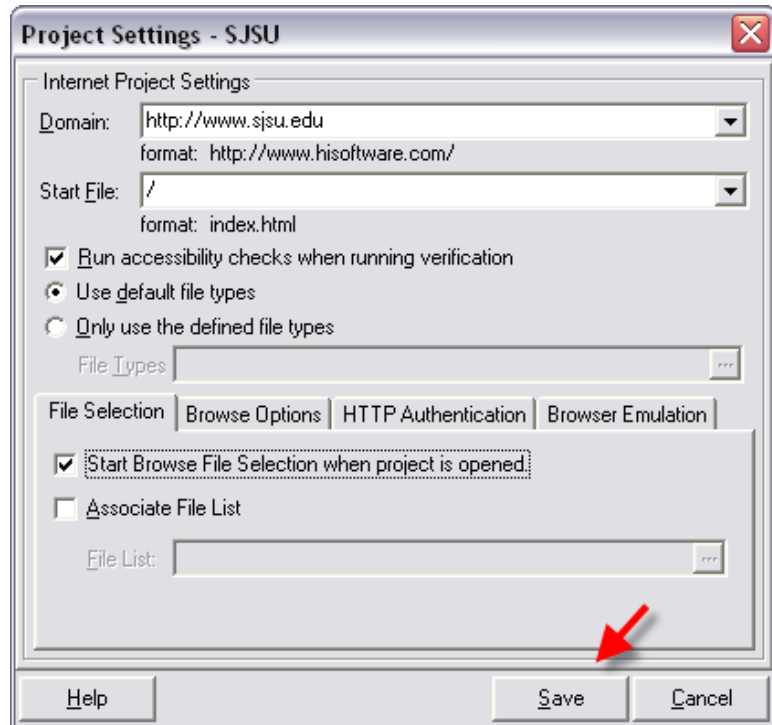 Project Settings - SJSU
Internet Project Settings
Domain: http://www.sjsu.edu
format: http://www.hisoftware.com/
Start File: /
format: index.html
Run accessibility checks when running verification
Use default file types
Only use the defined file types
File Types ...
File Selection Browse Options HTTP Authentication Browser Emulation
Start Browse File Selection when project is opened.
Associate File List
File List: ...
Help Save Cancel